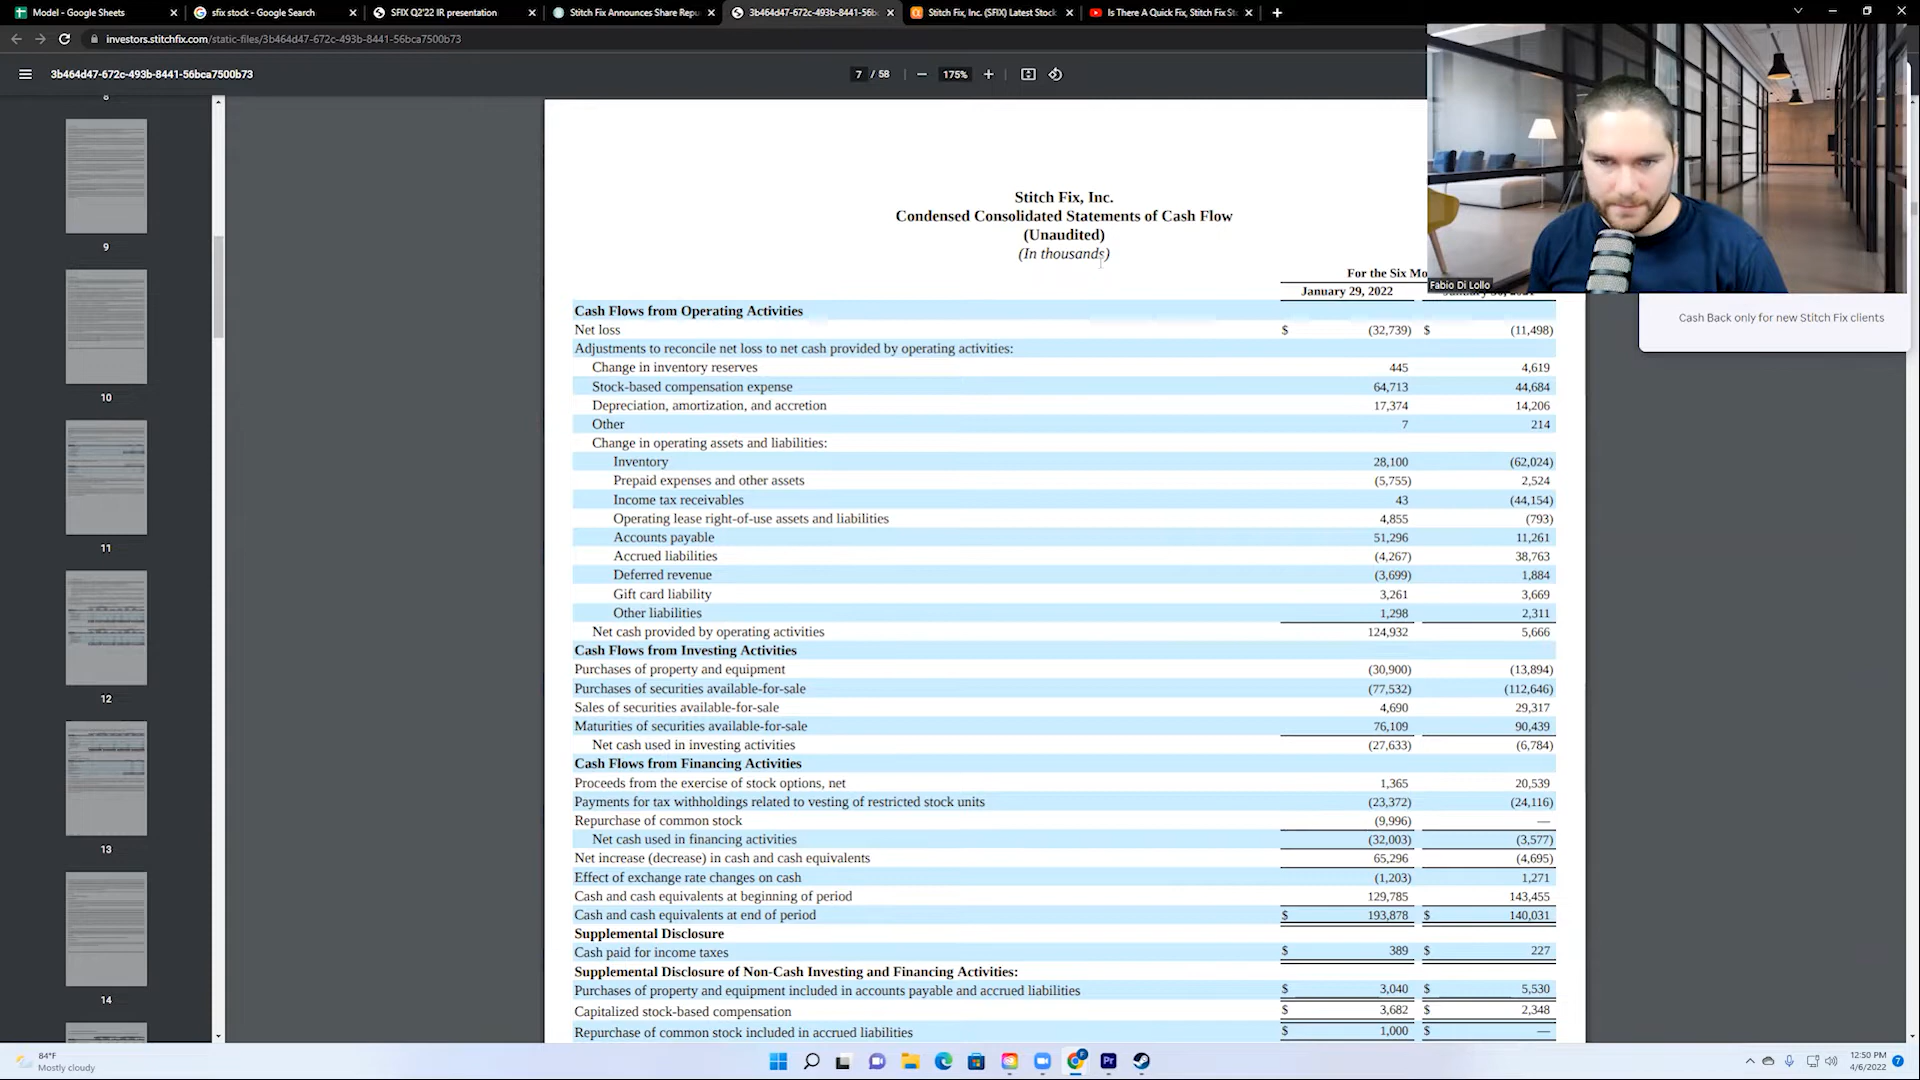 Model - Google Sheets
sfix stock - Google Search
SFIX Q2'22 IR presentation
Stitch Fix Announces Share Repu
3b464d47-672c-493b-8441-56b
Stitch Fix, Inc. (SFIX) Latest Stock
Is There A Quick Fix, Stitch Fix St
investors.stitchfix.com/static-files/3b464d47-672c-493b-8441-56bca7500b73
3b464d47-672c-493b-8441-56bca7500b73
7 / 58
175%
9
10
11
12
13
14
Stitch Fix, Inc.
Condensed Consolidated Statements of Cash Flow
(Unaudited)
(In thousands)
For the Six Mo
January 29, 2022
Cash Flows from Operating Activities
Net loss $ (32,739) $ (11,498)
Adjustments to reconcile net loss to net cash provided by operating activities:
Change in inventory reserves 445 4,619
Stock-based compensation expense 64,713 44,684
Depreciation, amortization, and accretion 17,374 14,206
Other 7 214
Change in operating assets and liabilities:
Inventory 28,100 (62,024)
Prepaid expenses and other assets (5,755) 2,524
Income tax receivables 43 (44,154)
Operating lease right-of-use assets and liabilities 4,855 (793)
Accounts payable 51,296 11,261
Accrued liabilities (4,267) 38,763
Deferred revenue (3,699) 1,884
Gift card liability 3,261 3,669
Other liabilities 1,298 2,311
Net cash provided by operating activities 124,932 5,666
Cash Flows from Investing Activities
Purchases of property and equipment (30,900) (13,894)
Purchases of securities available-for-sale (77,532) (112,646)
Sales of securities available-for-sale 4,690 29,317
Maturities of securities available-for-sale 76,109 90,439
Net cash used in investing activities (27,633) (6,784)
Cash Flows from Financing Activities
Proceeds from the exercise of stock options, net 1,365 20,539
Payments for tax withholdings related to vesting of restricted stock units (23,372) (24,116)
Repurchase of common stock (9,996) —
Net cash used in financing activities (32,003) (3,577)
Net increase (decrease) in cash and cash equivalents 65,296 (4,695)
Effect of exchange rate changes on cash (1,203) 1,271
Cash and cash equivalents at beginning of period 129,785 143,455
Cash and cash equivalents at end of period $ 193,878 $ 140,031
Supplemental Disclosure
Cash paid for income taxes $ 389 $ 227
Supplemental Disclosure of Non-Cash Investing and Financing Activities:
Purchases of property and equipment included in accounts payable and accrued liabilities $ 3,040 $ 5,530
Capitalized stock-based compensation $ 3,682 $ 2,348
Repurchase of common stock included in accrued liabilities $ 1,000 $ —
Fabio Di Lollo
Cash Back only for new Stitch Fix clients
84°F
Mostly cloudy
Pr
12:50 PM
4/6/2022
7